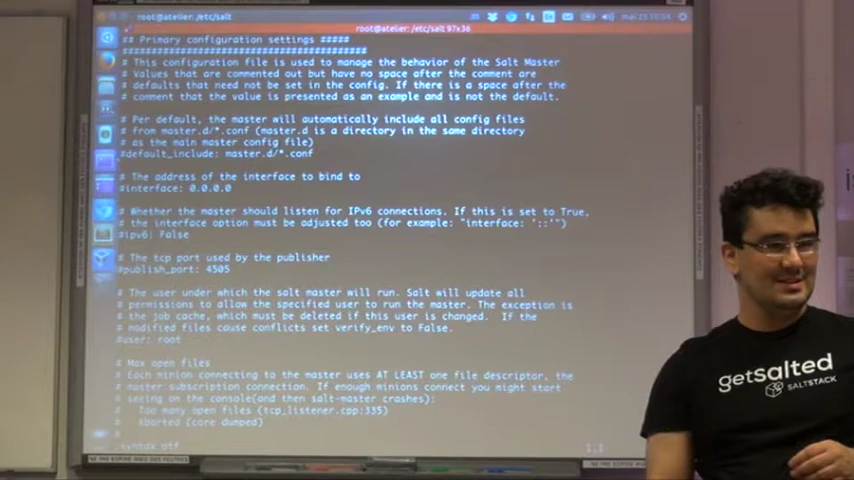 root@atelier: /etc/salt
root@atelier: /etc/salt 97x36
## Primary configuration settings #####
##########################################
# This configuration file is used to manage the behavior of the Salt Master
# Values that are commented out but have no space after the comment are
# defaults that need not be set in the config. If there is a space after the
# comment that the value is presented as an example and is not the default.
# Per default, the master will automatically include all config files
# from master.d/*.conf (master.d is a directory in the same directory
# as the main master config file)
#default_include: master.d/*.conf
# The address of the interface to bind to
#interface: 0.0.0.0
# Whether the master should listen for IPv6 connections. If this is set to True,
# the interface option must be adjusted too (for example: "interface: '::'")
#ipv6: False
# The tcp port used by the publisher
#publish_port: 4505
# The user under which the salt master will run. Salt will update all
# permissions to allow the specified user to run the master. The exception is
# the job cache, which must be deleted if this user is changed. If the
# modified files cause conflicts set verify_env to False.
#user: root
# Max open files
# Each minion connecting to the master uses AT LEAST one file descriptor, the
# master subscription connection. If enough minions connect you might start
# seeing on the console(and then salt-master crashes):
# Too many open files (tcp_listener.cpp:335)
# Aborted (core dumped)
#
:syntax off
1:1
getsalted
SALTSTACK